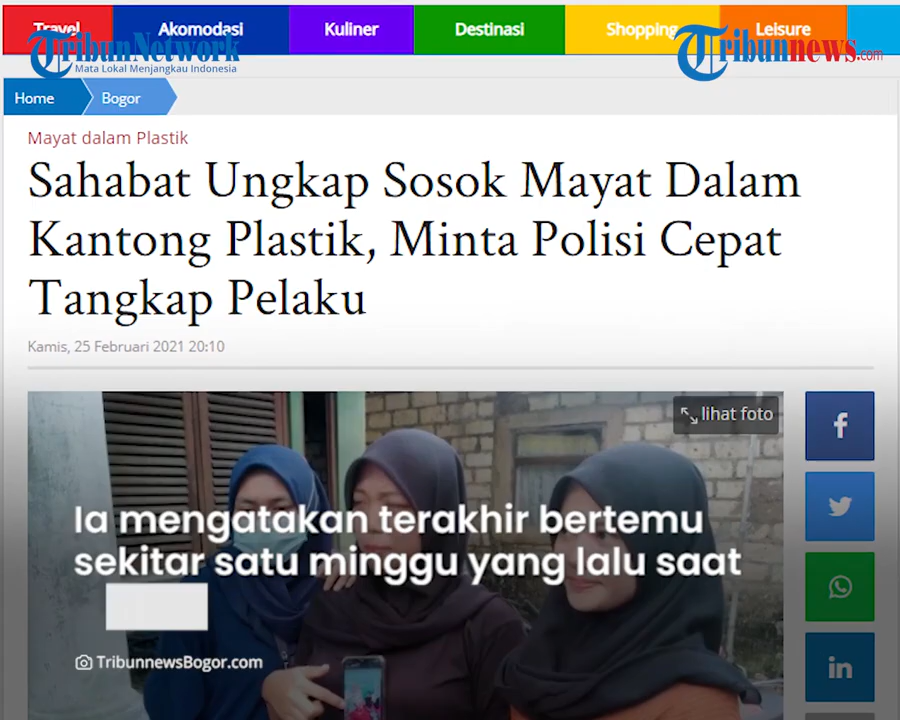 Travel
Akomodasi
Kuliner
Destinasi
Shopping
Leisure
TribunNetwork
Mata Lokal Menjangkau Indonesia
Tribunnews.com
Home
Bogor
Mayat dalam Plastik
Sahabat Ungkap Sosok Mayat Dalam
Kantong Plastik, Minta Polisi Cepat
Tangkap Pelaku
Kamis, 25 Februari 2021 20:10
lihat foto
Ia mengatakan terakhir bertemu
sekitar satu minggu yang lalu saat
TribunnewsBogor.com